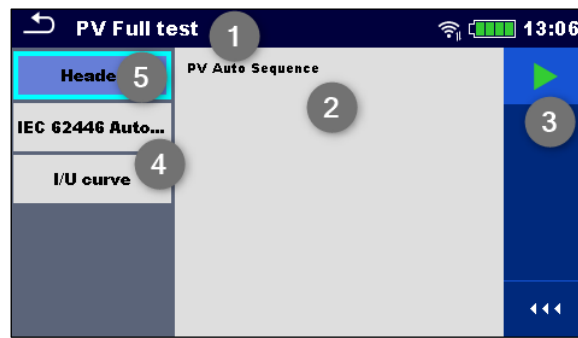 PV Full test 1 13:06
Heade 5
PV Auto Sequence
2
3
IEC 62446 Auto...
4
I/U curve